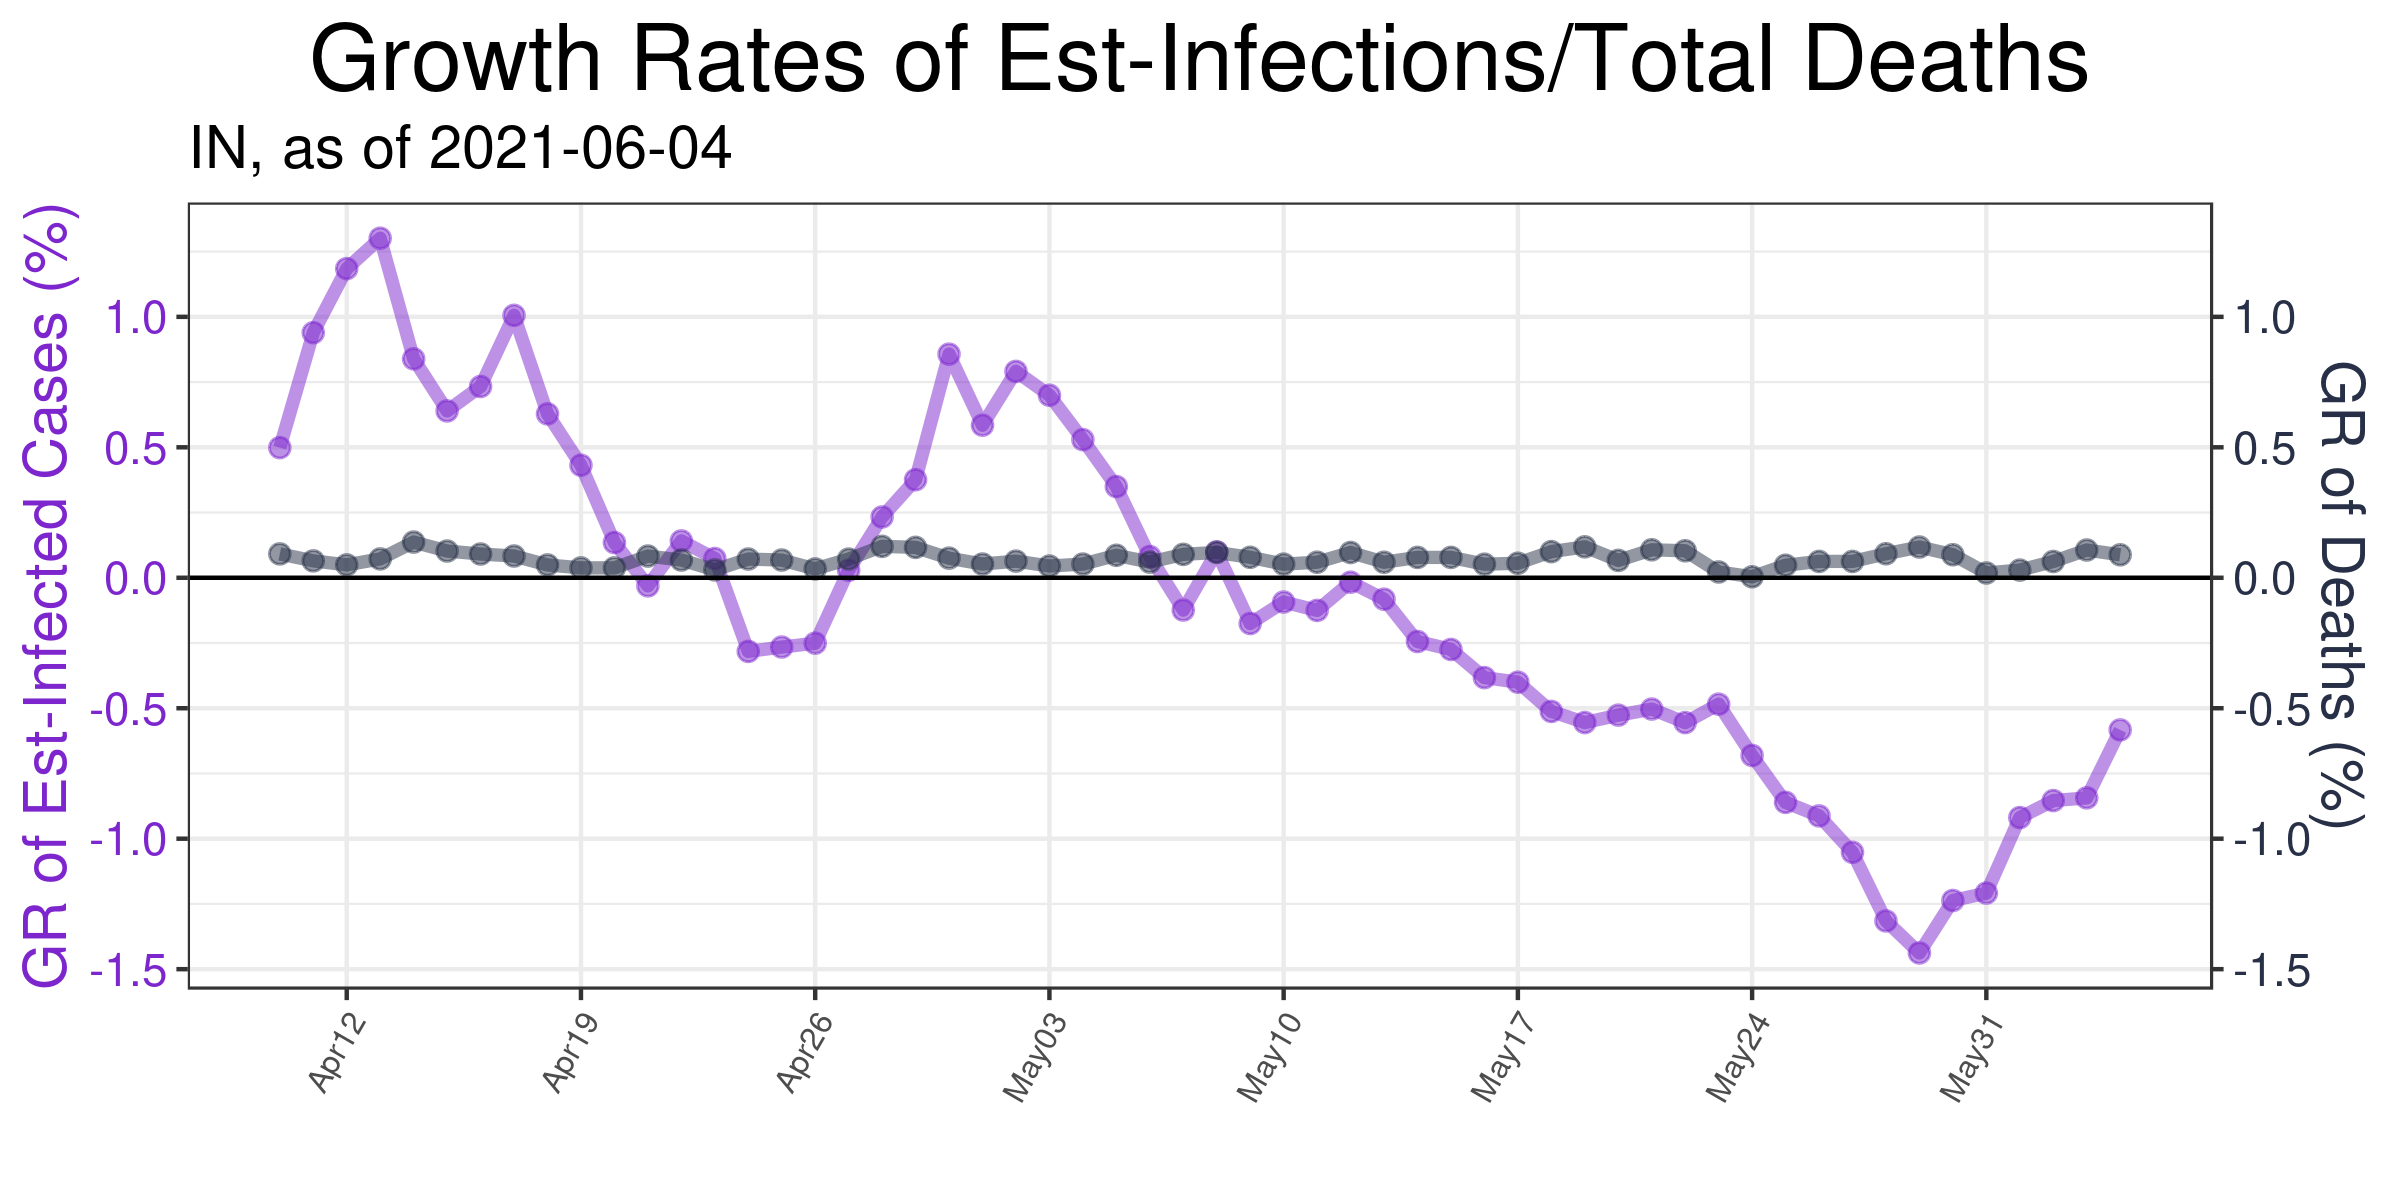 Growth Rates of Est-Infections/Total Deaths
IN, as of 2021-06-04
GR of Est-Infected Cases (%)
1.0
0.5
0.0
-0.5
-1.0
-1.5
1.0
0.5
0.0
-0.5
-1.0
-1.5
GR of Deaths (%)
Apr12
Apr19
Apr26
May03
May10
May17
May24
May31